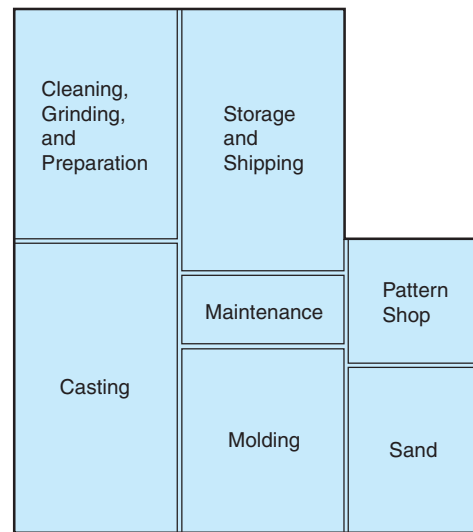 Cleaning,
Grinding,
and
Preparation
Storage
and
Shipping
Maintenance
Pattern
Shop
Casting
Molding
Sand